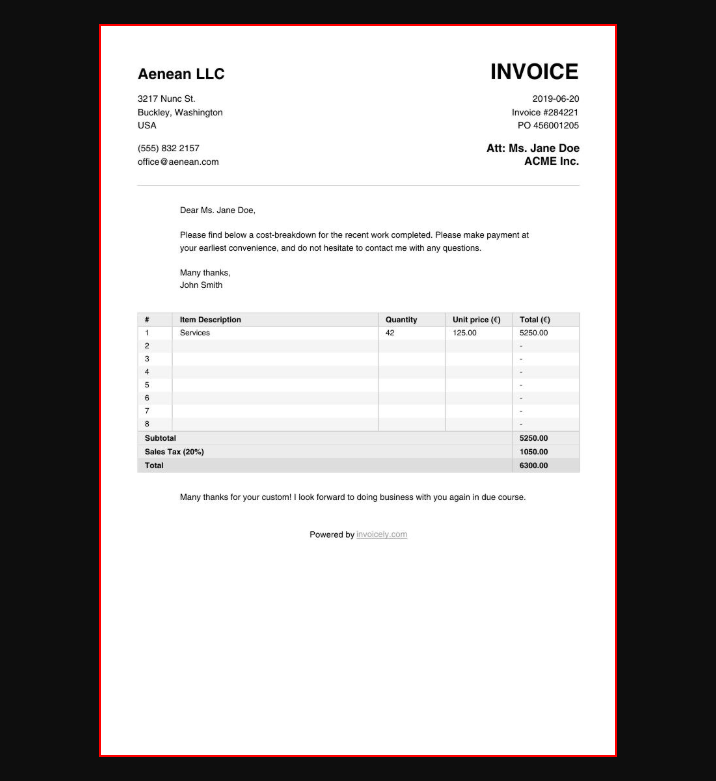 Aenean LLC
INVOICE
3217 Nunc St.
Buckley, Washington
USA
2019-06-20
Invoice #284221
PO 456001205
(555) 832 2157
office@aenean.com
Att: Ms. Jane Doe
ACME Inc.
Dear Ms. Jane Doe,
Please find below a cost-breakdown for the recent work completed. Please make payment at
your earliest convenience, and do not hesitate to contact me with any questions.
Many thanks,
John Smith
# Item Description Quantity Unit price (€) Total (€)
1 Services 42 125.00 5250.00
2 -
3 -
4 -
5 -
6 -
7 -
8 -
Subtotal 5250.00
Sales Tax (20%) 1050.00
Total 6300.00
Many thanks for your custom! I look forward to doing business with you again in due course.
Powered by invoicely.com